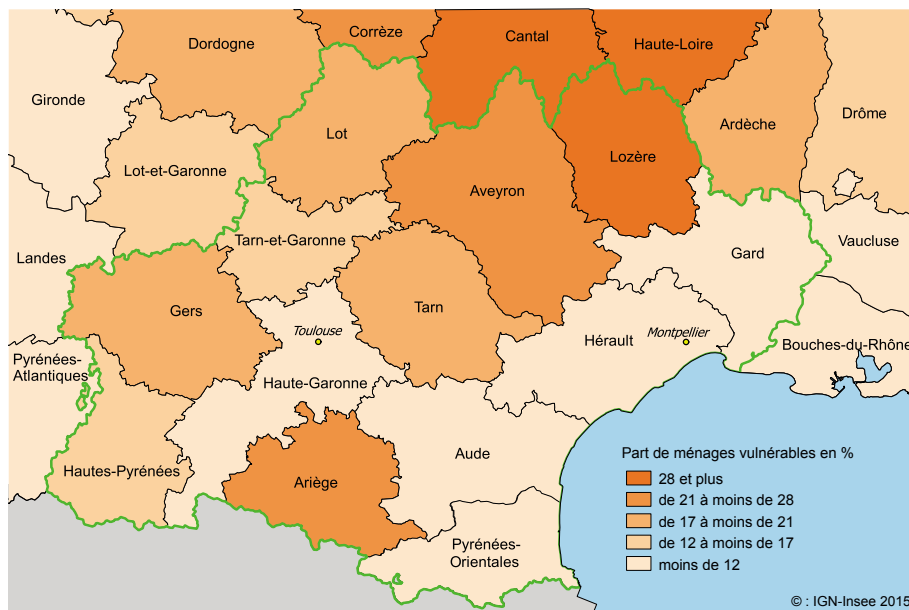 Dordogne
Corrèze
Cantal
Haute-Loire
Gironde
Lot
Ardèche
Drôme
Lot-et-Garonne
Lozère
Aveyron
Tarn-et-Garonne
Landes
Gard
Vaucluse
Gers
Tarn
Toulouse
Hérault
Montpellier
Bouches-du-Rhône
Pyrénées-
Atlantiques
Haute-Garonne
Hautes-Pyrénées
Ariège
Aude
Pyrénées-
Orientales
Part de ménages vulnérables en %
28 et plus
de 21 à moins de 28
de 17 à moins de 21
de 12 à moins de 17
moins de 12
© : IGN-Insee 2015